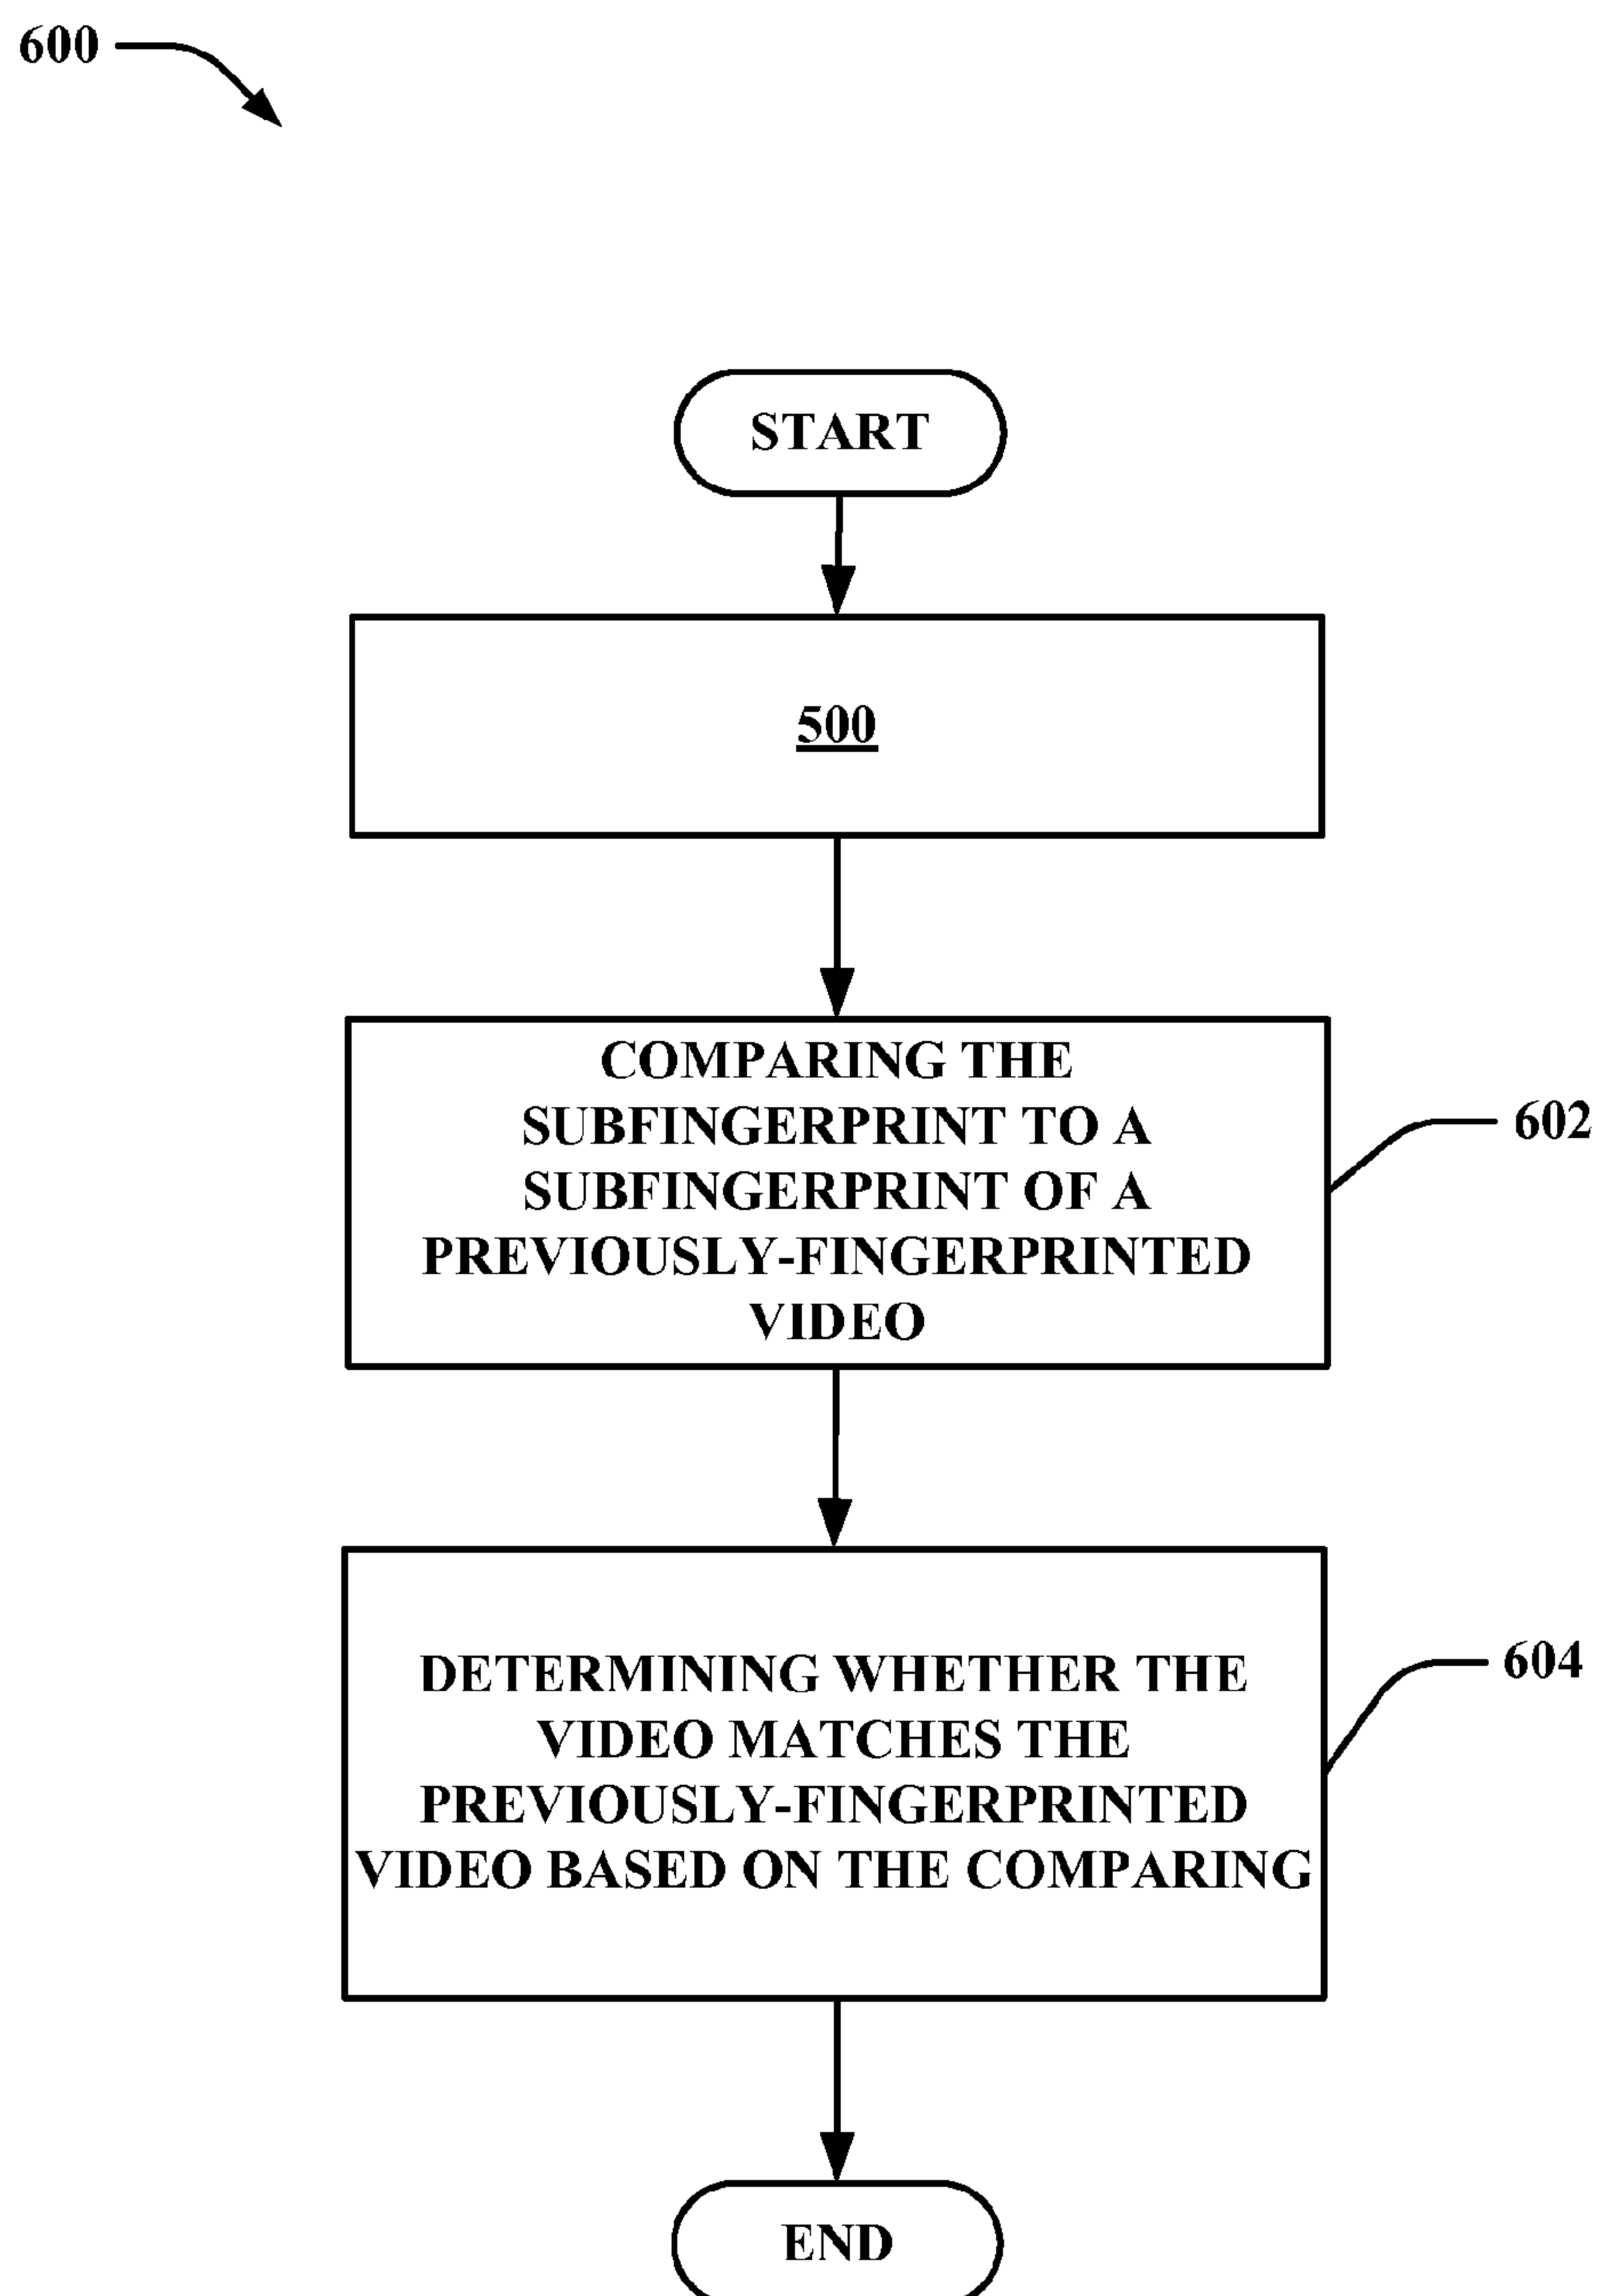 600
START
500
COMPARING THE
SUBFINGERPRINT TO A
SUBFINGERPRINT OF A
PREVIOUSLY-FINGERPRINTED
VIDEO
602
DETERMINING WHETHER THE
VIDEO MATCHES THE
PREVIOUSLY-FINGERPRINTED
VIDEO BASED ON THE COMPARING
604
END